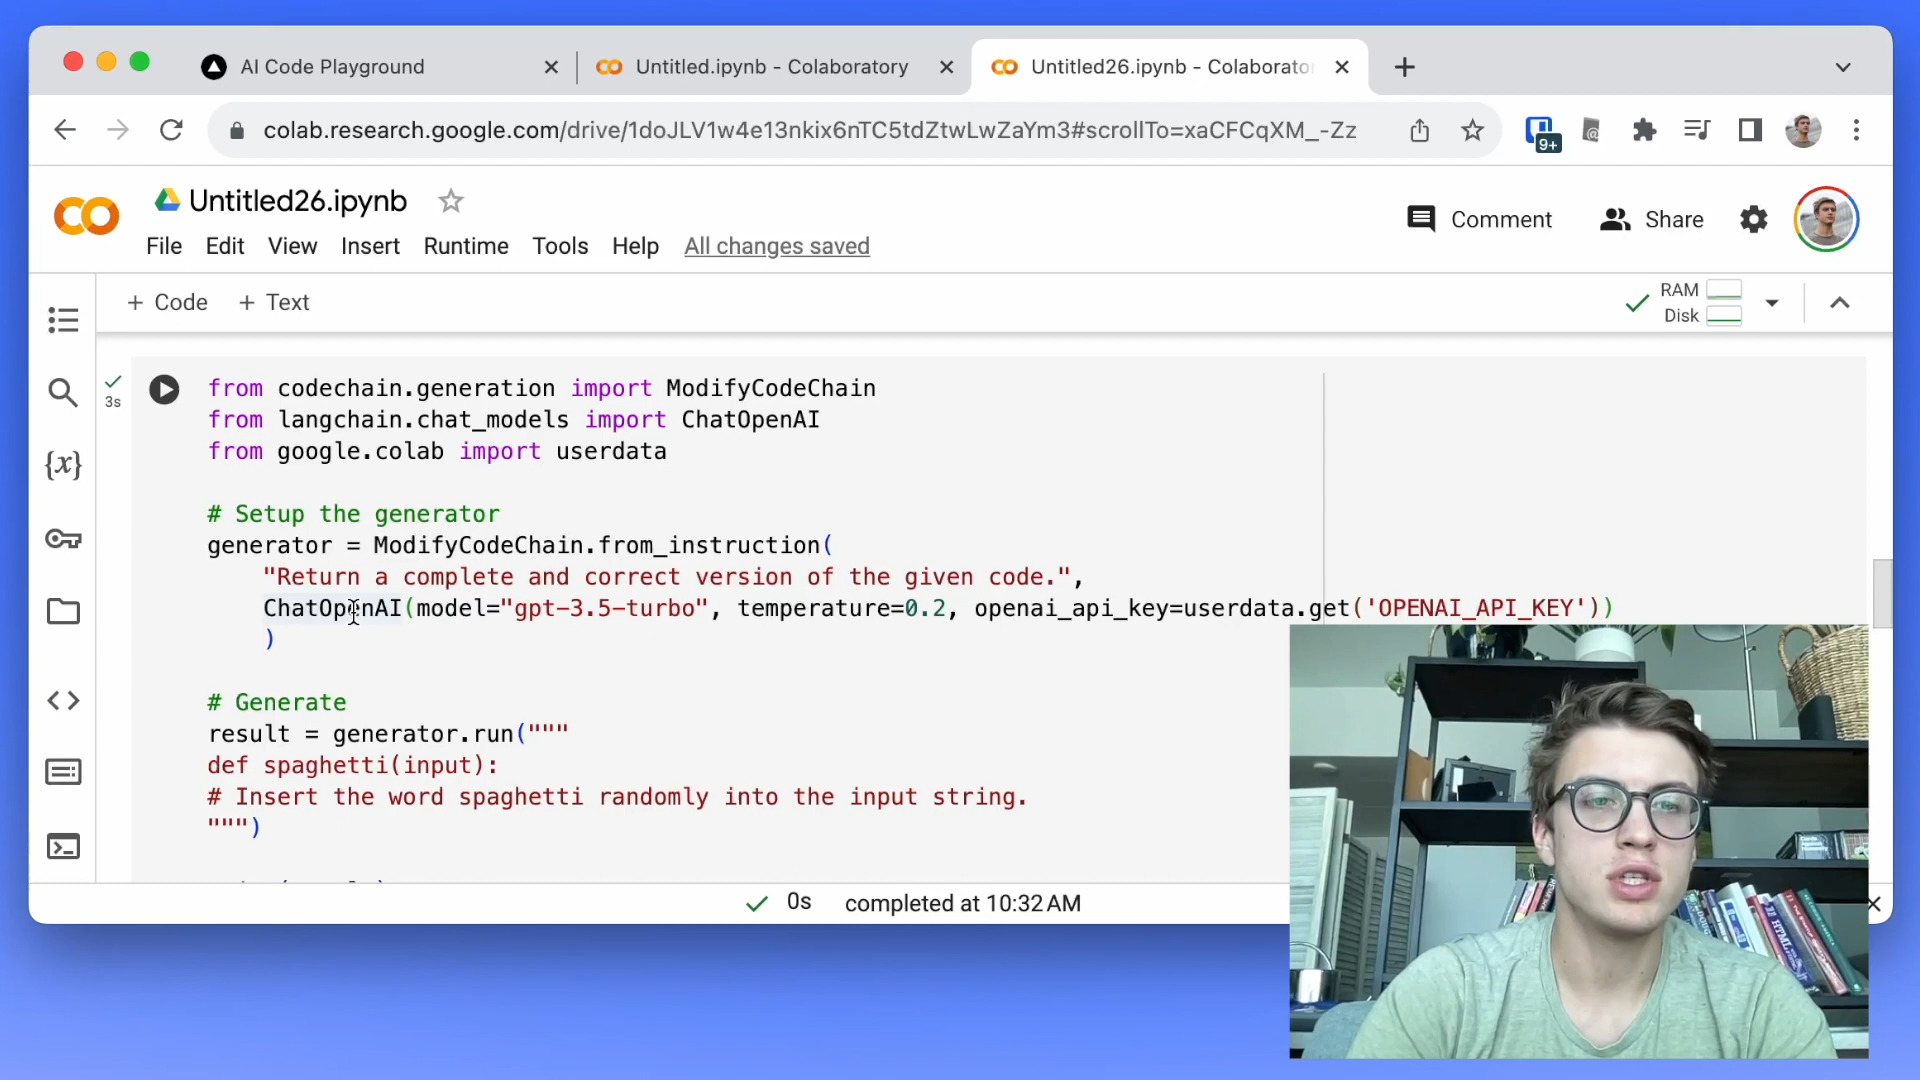 AI Code Playground
Untitled.ipynb - Colaboratory
Untitled26.ipynb - Colaborato
colab.research.google.com/drive/1doJLV1w4e13nkix6nTC5tdZtwLwZaYm3#scrollTo=xaCFCqXM_-Zz
9+
Untitled26.ipynb
Comment
Share
File Edit View Insert Runtime Tools Help All changes saved
+ Code + Text
RAM
Disk
3s
from codechain.generation import ModifyCodeChain
from langchain.chat_models import ChatOpenAI
from google.colab import userdata
# Setup the generator
generator = ModifyCodeChain.from_instruction(
"Return a complete and correct version of the given code.",
ChatOpenAI(model="gpt-3.5-turbo", temperature=0.2, openai_api_key=userdata.get('OPENAI_API_KEY'))
)
# Generate
result = generator.run("""
def spaghetti(input):
# Insert the word spaghetti randomly into the input string.
""")
0s completed at 10:32 AM
HTML